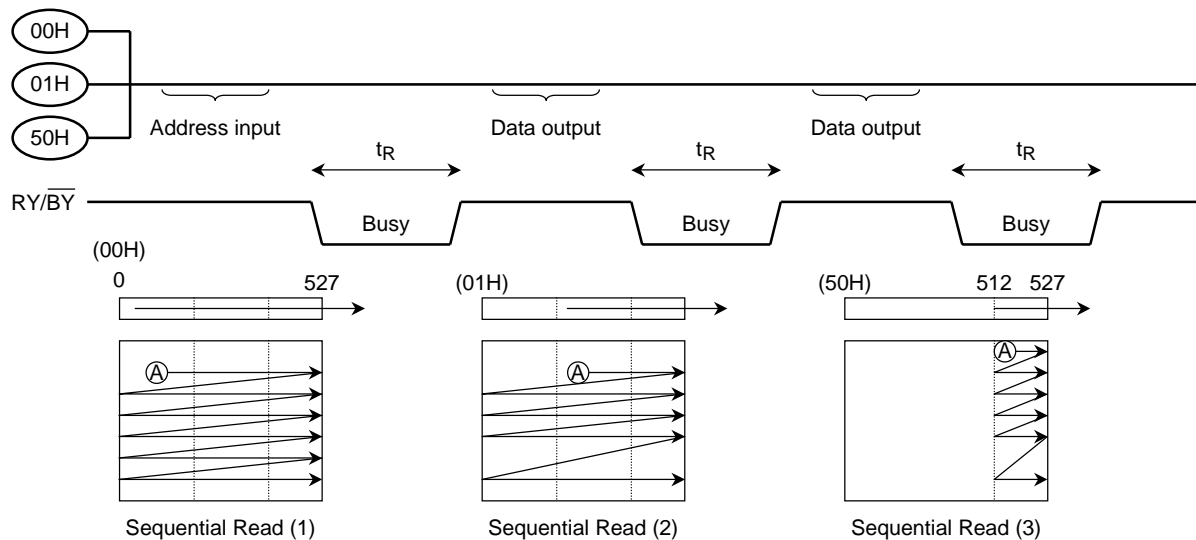 00H
01H
50H
Address input
Data output
Data output
tR
tR
tR
RY/BY
Busy
Busy
Busy
(00H)
0 527
(01H)
(50H) 512 527
A
A
A
Sequential Read (1)
Sequential Read (2)
Sequential Read (3)